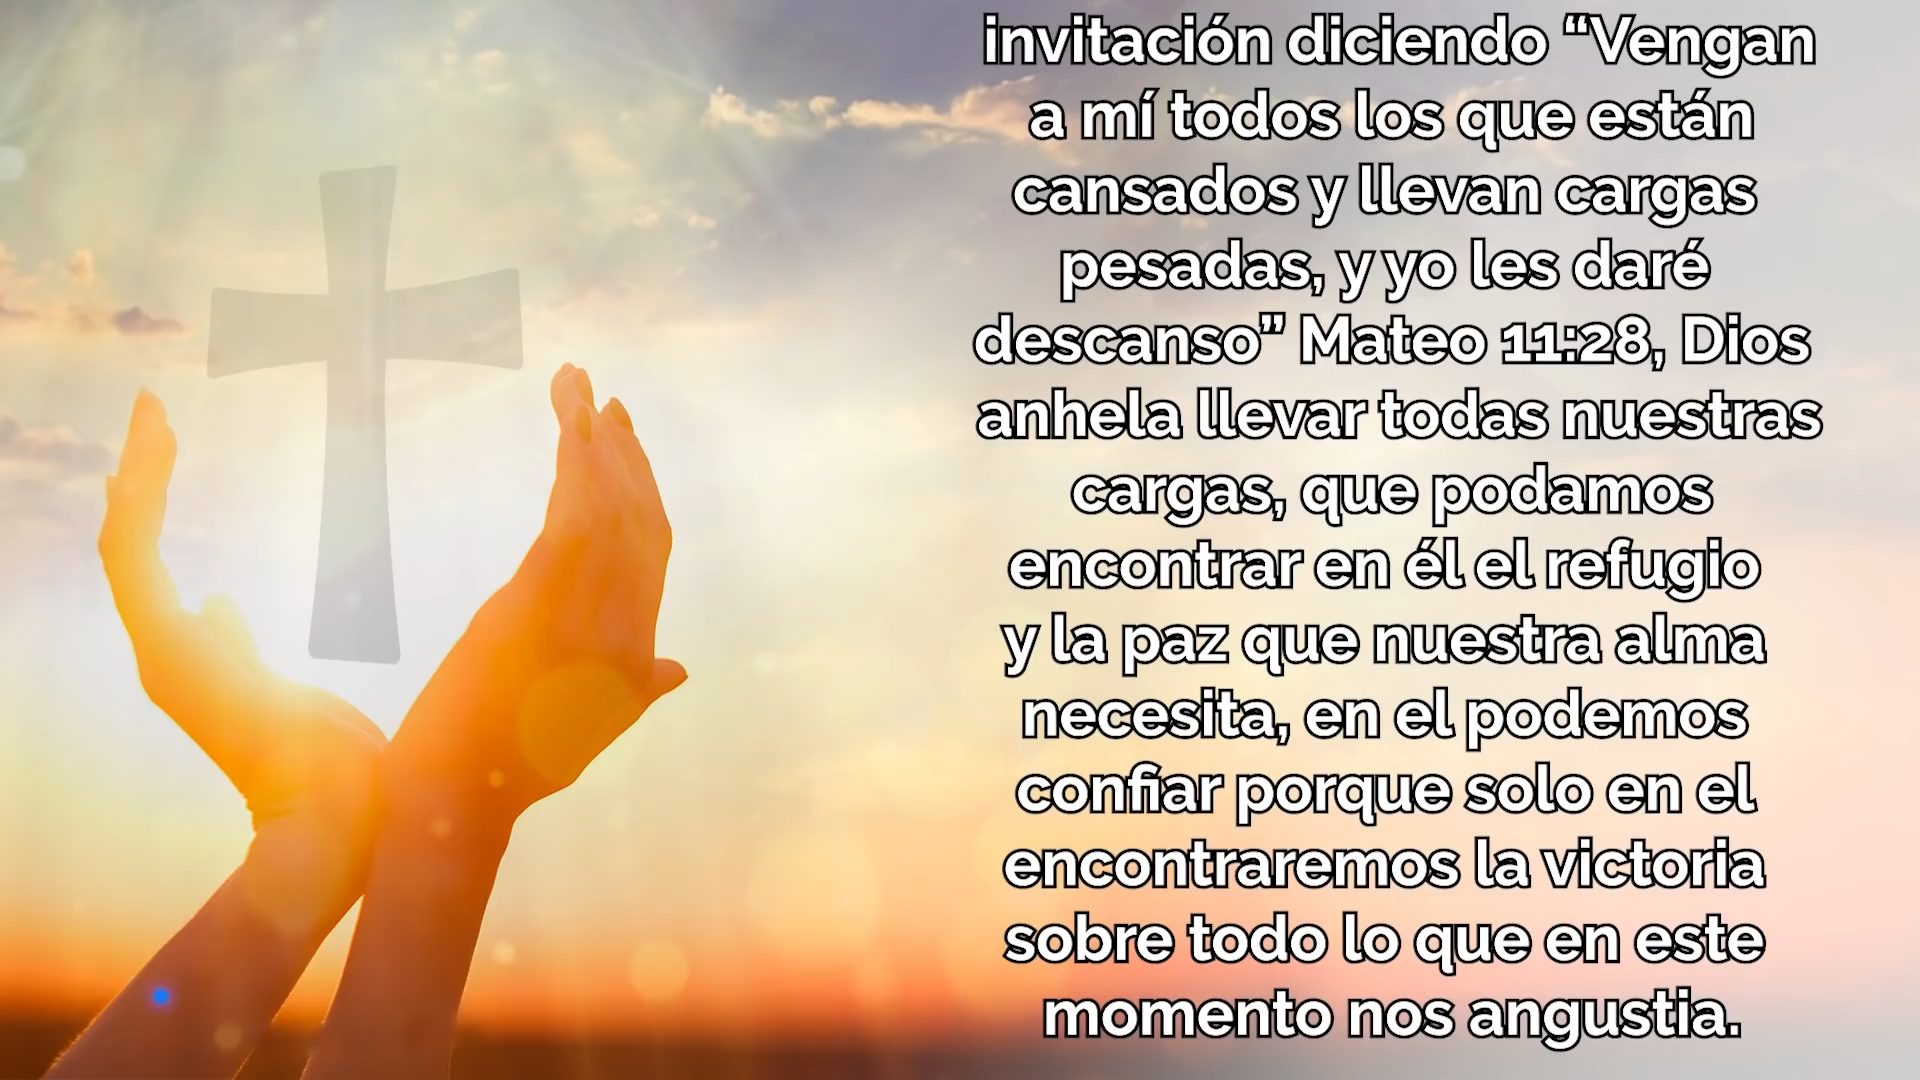 invitación diciendo “Vengan
a mí todos los que están
cansados y llevan cargas
pesadas, y yo les daré
descanso” Mateo 11:28, Dios
anhela llevar todas nuestras
cargas, que podamos
encontrar en él el refugio
y la paz que nuestra alma
necesita, en el podemos
confiar porque solo en el
encontraremos la victoria
sobre todo lo que en este
momento nos angustia.